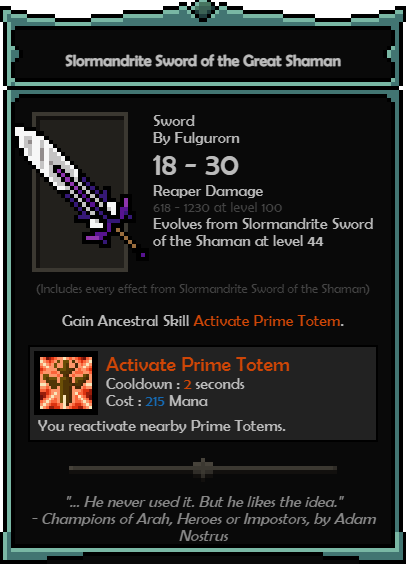 Slormandrite Sword of the Great Shaman
Sword
By Fulgurorn
18 - 30
Reaper Damage
618 - 1230 at level 100
Evolves from Slormandrite Sword
of the Shaman at level 44
(Includes every effect from Slormandrite Sword of the Shaman)
Gain Ancestral Skill Activate Prime Totem.
Activate Prime Totem
Cooldown : 2 seconds
Cost : 215 Mana
You reactivate nearby Prime Totems.
"... He never used it. But he likes the idea."
- Champions of Arah, Heroes or Impostors, by Adam
Nostrus